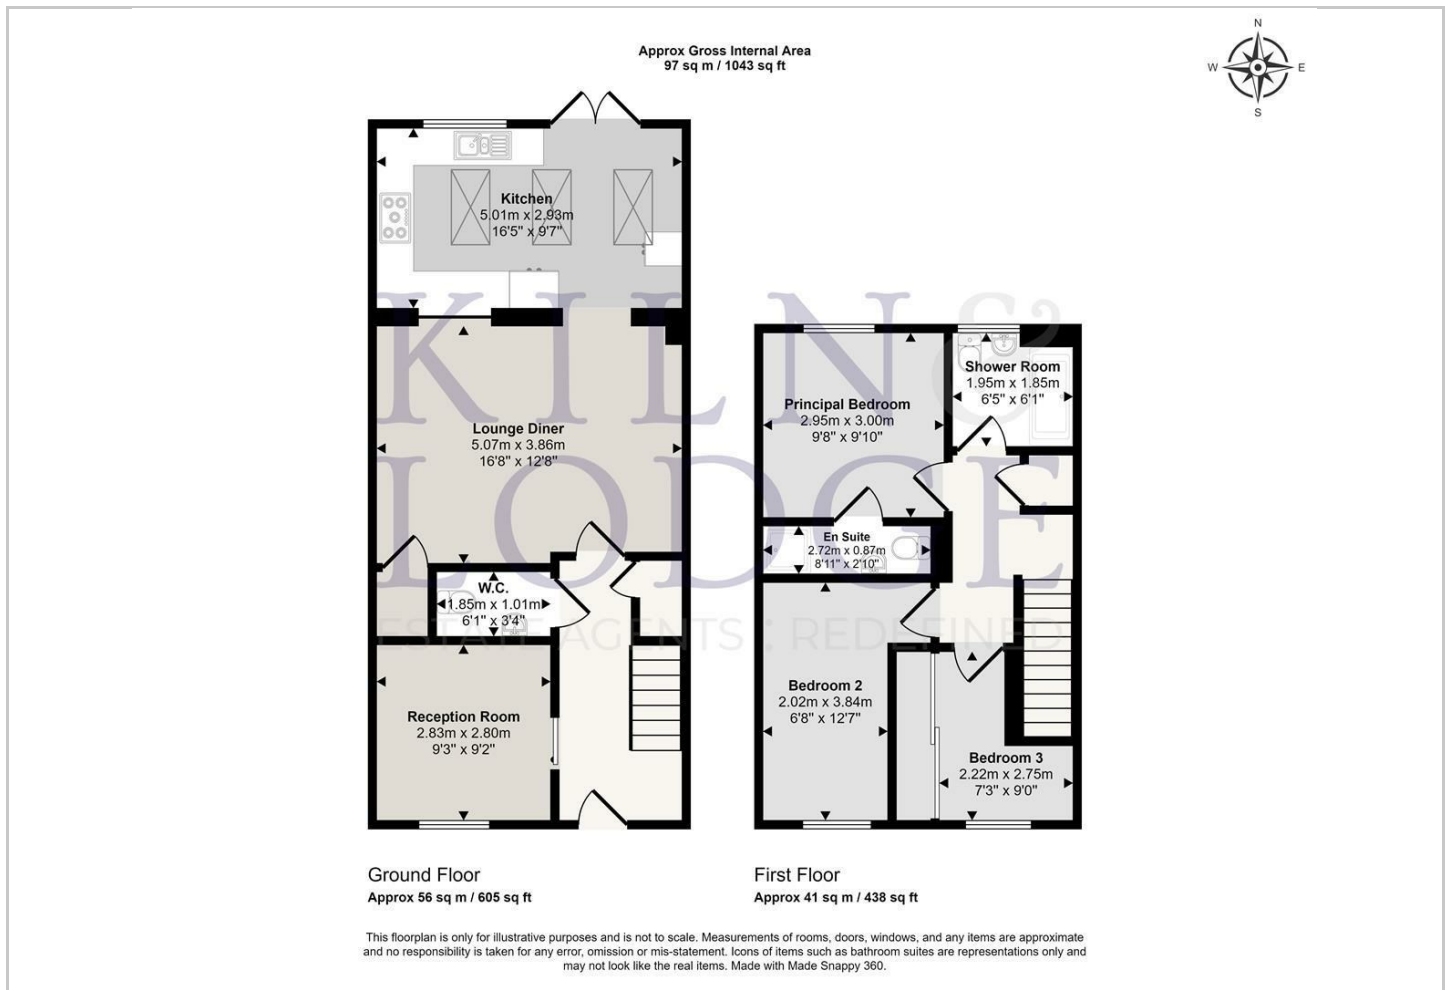 Approx Gross Internal Area
97 sq m / 1043 sq ft
N
W
E
S
Kitchen
5.01m x 2.93m
16'5" x 9'7"
Lounge Diner
5.07m x 3.86m
16'8" x 12'8"
W.C.
1.85m x 1.01m
6'1" x 3'4"
Reception Room
2.83m x 2.80m
9'3" x 9'2"
Principal Bedroom
2.95m x 3.00m
9'8" x 9'10"
Shower Room
1.95m x 1.85m
6'5" x 6'1"
En Suite
2.72m x 0.87m
8'11" x 2'10"
Bedroom 2
2.02m x 3.84m
6'8" x 12'7"
Bedroom 3
2.22m x 2.75m
7'3" x 9'0"
KILN &
LODGE
ESTATE AGENTS : REDEFINED
Ground Floor
Approx 56 sq m / 605 sq ft
First Floor
Approx 41 sq m / 438 sq ft
This floorplan is only for illustrative purposes and is not to scale. Measurements of rooms, doors, windows, and any items are approximate
and no responsibility is taken for any error, omission or mis-statement. Icons of items such as bathroom suites are representations only and
may not look like the real items. Made with Made Snappy 360.